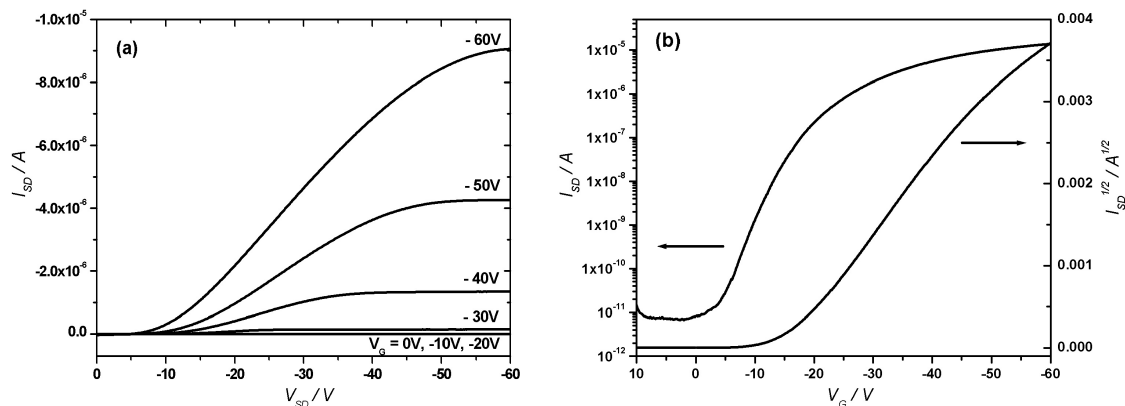 (a)
-1.0x10⁻⁵
-8.0x10⁻⁶
-6.0x10⁻⁶
-4.0x10⁻⁶
-2.0x10⁻⁶
0.0
I_SD / A
- 60V
- 50V
- 40V
- 30V
V_G = 0V, -10V, -20V
0 -10 -20 -30 -40 -50 -60
V_SD / V
(b)
1x10⁻⁵
1x10⁻⁶
1x10⁻⁷
1x10⁻⁸
1x10⁻⁹
1x10⁻¹⁰
1x10⁻¹¹
10⁻¹²
I_SD / A
0.004
0.003
0.002
0.001
0.000
I_SD^1/2 / A^1/2
10 0 -10 -20 -30 -40 -50 -60
V_G / V